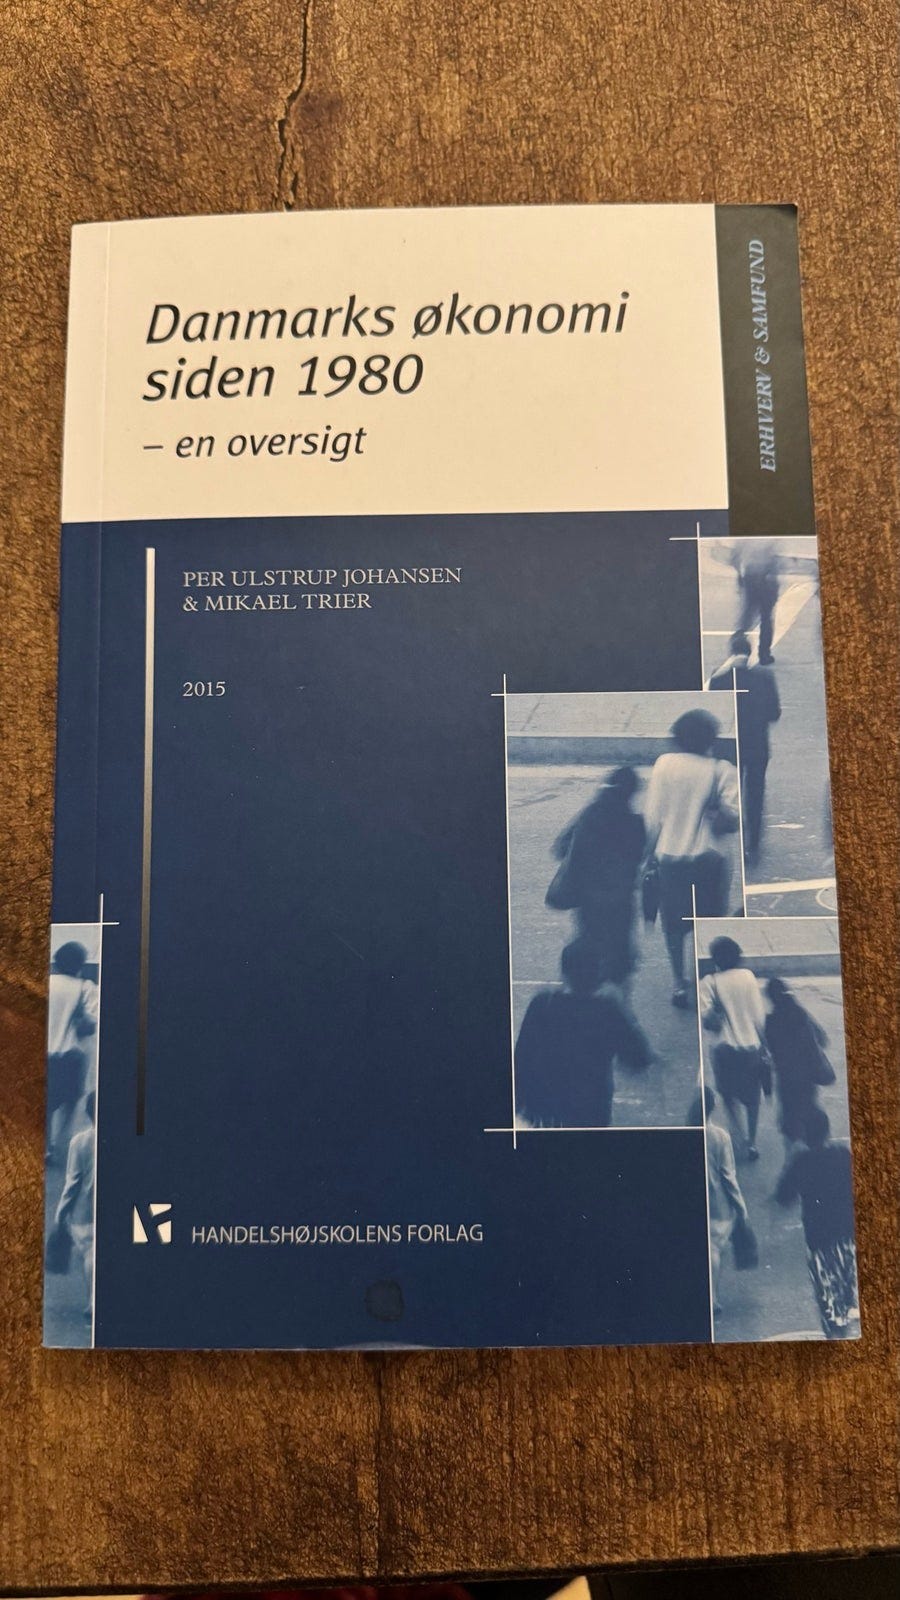 Danmarks økonomi
siden 1980
– en oversigt
ERHVERV & SAMFUND
PER ULSTRUP JOHANSEN
& MIKAEL TRIER
2015
HANDELSHØJSKOLENS FORLAG